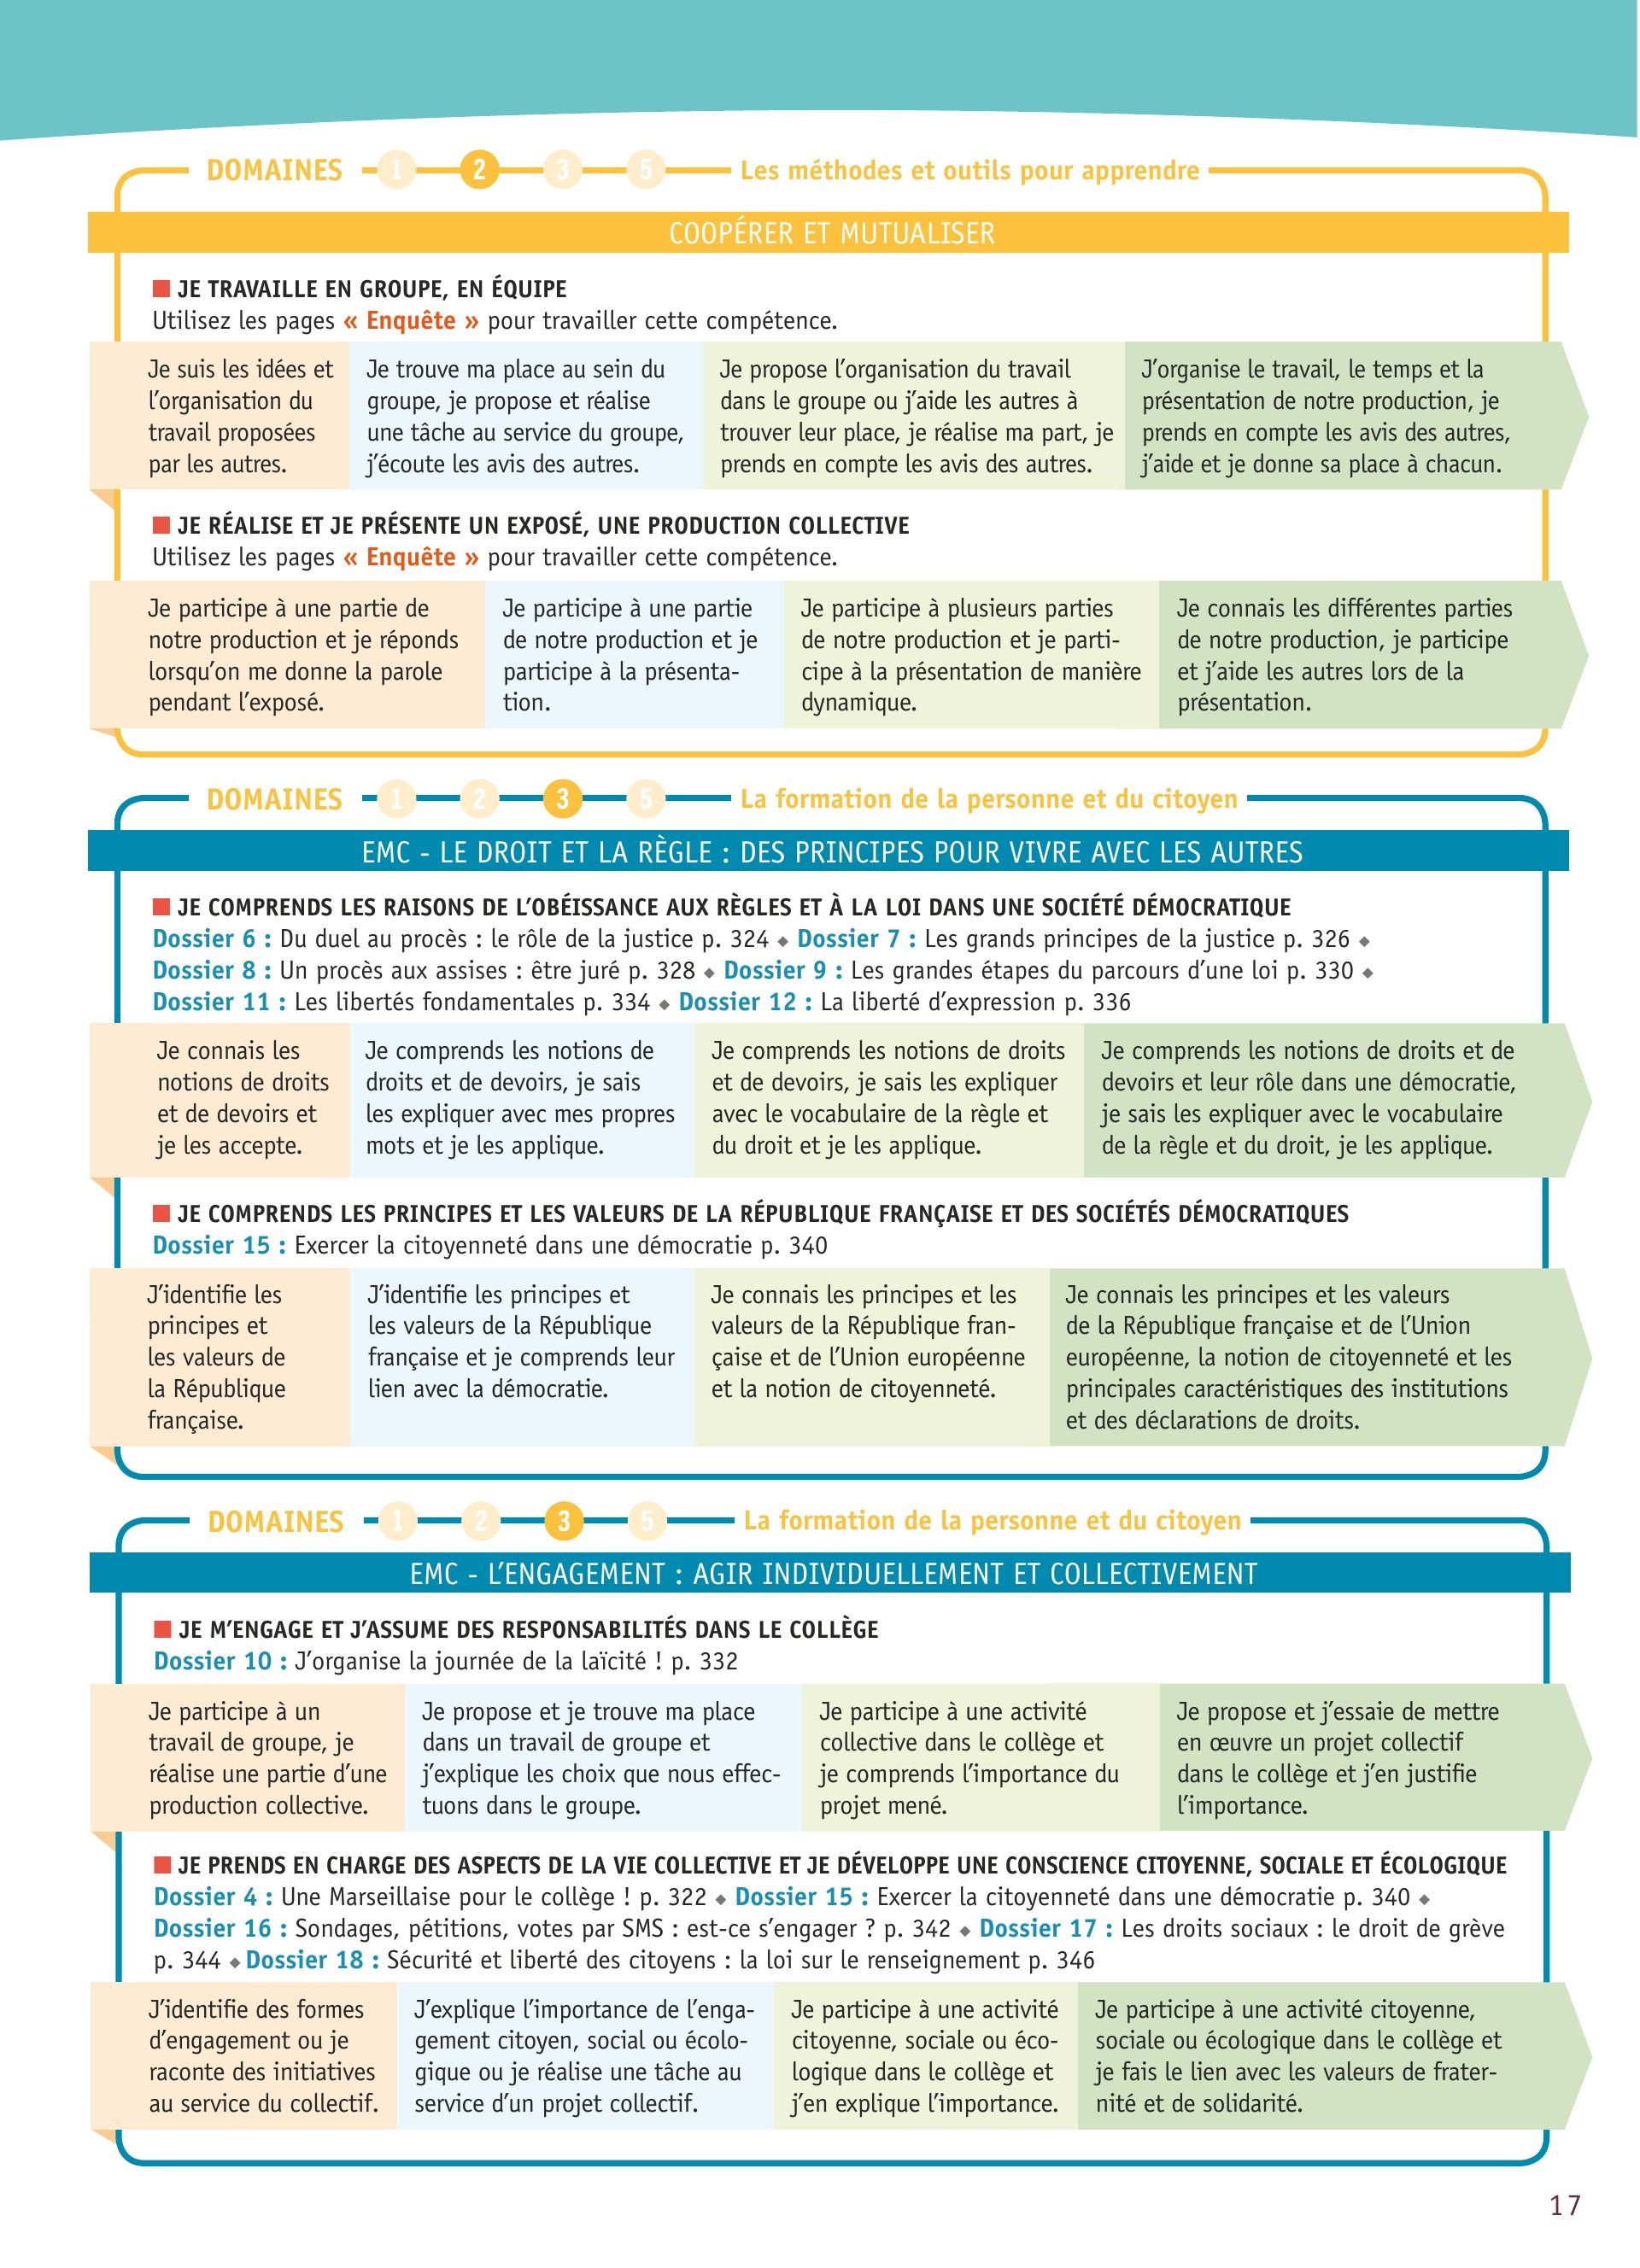 DOMAINES 1 2 3 5 Les méthodes et outils pour apprendre
COOPÉRER ET MUTUALISER
JE TRAVAILLE EN GROUPE, EN ÉQUIPE
Utilisez les pages « Enquête » pour travailler cette compétence.
Je suis les idées et
l’organisation du
travail proposées
par les autres.
Je trouve ma place au sein du
groupe, je propose et réalise
une tâche au service du groupe,
j’écoute les avis des autres.
Je propose l’organisation du travail
dans le groupe ou j’aide les autres à
trouver leur place, je réalise ma part, je
prends en compte les avis des autres.
J’organise le travail, le temps et la
présentation de notre production, je
prends en compte les avis des autres,
j’aide et je donne sa place à chacun.
JE RÉALISE ET JE PRÉSENTE UN EXPOSÉ, UNE PRODUCTION COLLECTIVE
Utilisez les pages « Enquête » pour travailler cette compétence.
Je participe à une partie de
notre production et je réponds
lorsqu’on me donne la parole
pendant l’exposé.
Je participe à une partie
de notre production et je
participe à la présenta-
tion.
Je participe à plusieurs parties
de notre production et je parti-
cipe à la présentation de manière
dynamique.
Je connais les différentes parties
de notre production, je participe
et j’aide les autres lors de la
présentation.
DOMAINES 1 2 3 5 La formation de la personne et du citoyen
EMC - LE DROIT ET LA RÈGLE : DES PRINCIPES POUR VIVRE AVEC LES AUTRES
JE COMPRENDS LES RAISONS DE L’OBÉISSANCE AUX RÈGLES ET À LA LOI DANS UNE SOCIÉTÉ DÉMOCRATIQUE
Dossier 6 : Du duel au procès : le rôle de la justice p. 324 ◆ Dossier 7 : Les grands principes de la justice p. 326 ◆
Dossier 8 : Un procès aux assises : être juré p. 328 ◆ Dossier 9 : Les grandes étapes du parcours d’une loi p. 330 ◆
Dossier 11 : Les libertés fondamentales p. 334 ◆ Dossier 12 : La liberté d’expression p. 336
Je connais les
notions de droits
et de devoirs et
je les accepte.
Je comprends les notions de
droits et de devoirs, je sais
les expliquer avec mes propres
mots et je les applique.
Je comprends les notions de droits
et de devoirs, je sais les expliquer
avec le vocabulaire de la règle et
du droit et je les applique.
Je comprends les notions de droits et de
devoirs et leur rôle dans une démocratie,
je sais les expliquer avec le vocabulaire
de la règle et du droit, je les applique.
JE COMPRENDS LES PRINCIPES ET LES VALEURS DE LA RÉPUBLIQUE FRANÇAISE ET DES SOCIÉTÉS DÉMOCRATIQUES
Dossier 15 : Exercer la citoyenneté dans une démocratie p. 340
J’identifie les
principes et
les valeurs de
la République
française.
J’identifie les principes et
les valeurs de la République
française et je comprends leur
lien avec la démocratie.
Je connais les principes et les
valeurs de la République fran-
çaise et de l’Union européenne
et la notion de citoyenneté.
Je connais les principes et les valeurs
de la République française et de l’Union
européenne, la notion de citoyenneté et les
principales caractéristiques des institutions
et des déclarations de droits.
DOMAINES 1 2 3 5 La formation de la personne et du citoyen
EMC - L’ENGAGEMENT : AGIR INDIVIDUELLEMENT ET COLLECTIVEMENT
JE M’ENGAGE ET J’ASSUME DES RESPONSABILITÉS DANS LE COLLÈGE
Dossier 10 : J’organise la journée de la laïcité ! p. 332
Je participe à un
travail de groupe, je
réalise une partie d’une
production collective.
Je propose et je trouve ma place
dans un travail de groupe et
j’explique les choix que nous effec-
tuons dans le groupe.
Je participe à une activité
collective dans le collège et
je comprends l’importance du
projet mené.
Je propose et j’essaie de mettre
en œuvre un projet collectif
dans le collège et j’en justifie
l’importance.
JE PRENDS EN CHARGE DES ASPECTS DE LA VIE COLLECTIVE ET JE DÉVELOPPE UNE CONSCIENCE CITOYENNE, SOCIALE ET ÉCOLOGIQUE
Dossier 4 : Une Marseillaise pour le collège ! p. 322 ◆ Dossier 15 : Exercer la citoyenneté dans une démocratie p. 340 ◆
Dossier 16 : Sondages, pétitions, votes par SMS : est-ce s’engager ? p. 342 ◆ Dossier 17 : Les droits sociaux : le droit de grève
p. 344 ◆ Dossier 18 : Sécurité et liberté des citoyens : la loi sur le renseignement p. 346
J’identifie des formes
d’engagement ou je
raconte des initiatives
au service du collectif.
J’explique l’importance de l’enga-
gement citoyen, social ou écolo-
gique ou je réalise une tâche au
service d’un projet collectif.
Je participe à une activité
citoyenne, sociale ou éco-
logique dans le collège et
j’en explique l’importance.
Je participe à une activité citoyenne,
sociale ou écologique dans le collège et
je fais le lien avec les valeurs de frater-
nité et de solidarité.
17